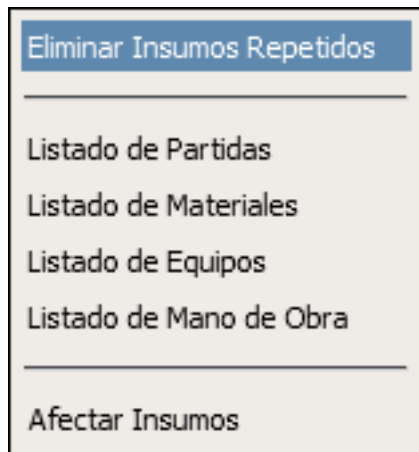 Eliminar Insumos Repetidos
Listado de Partidas
Listado de Materiales
Listado de Equipos
Listado de Mano de Obra
Afectar Insumos